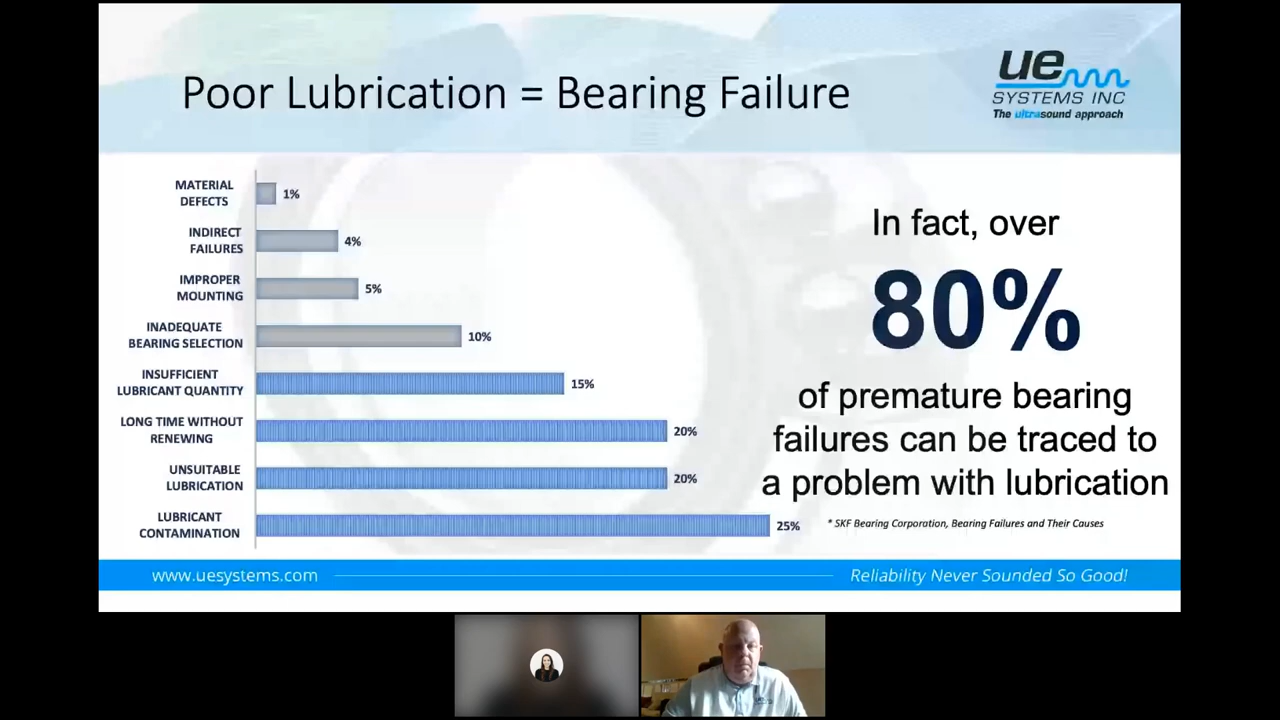 Poor Lubrication = Bearing Failure
ue
SYSTEMS INC
The ultrasound approach
MATERIAL
DEFECTS
1%
INDIRECT
FAILURES
4%
IMPROPER
MOUNTING
5%
INADEQUATE
BEARING SELECTION
10%
INSUFFICIENT
LUBRICANT QUANTITY
15%
LONG TIME WITHOUT
RENEWING
20%
UNSUITABLE
LUBRICATION
20%
LUBRICANT
CONTAMINATION
25%
In fact, over
80%
of premature bearing
failures can be traced to
a problem with lubrication
* SKF Bearing Corporation, Bearing Failures and Their Causes
www.uesystems.com
Reliability Never Sounded So Good!